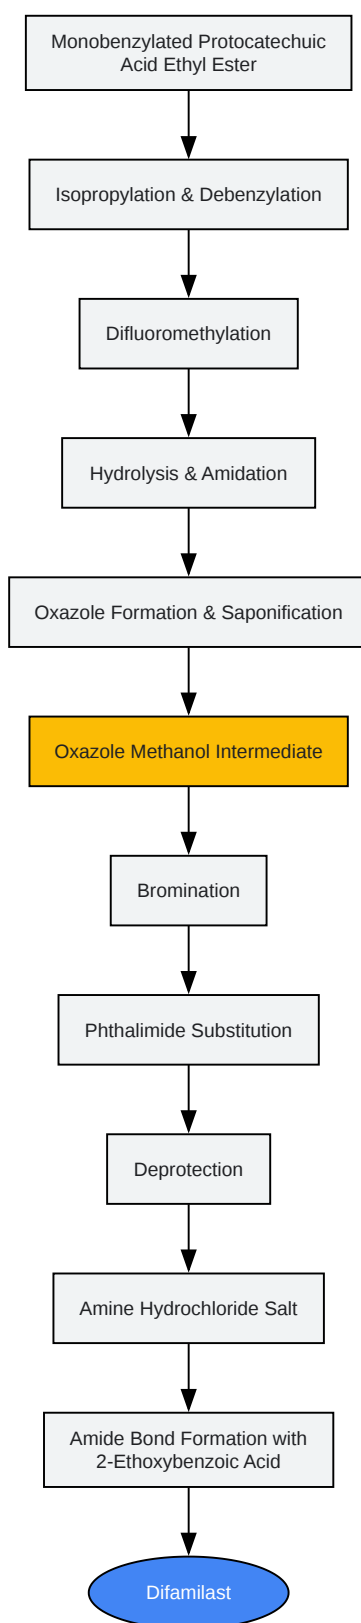 Monobenzylated Protocatechuic
Acid Ethyl Ester
Isopropylation & Debenzylation
Difluoromethylation
Hydrolysis & Amidation
Oxazole Formation & Saponification
Oxazole Methanol Intermediate
Bromination
Phthalimide Substitution
Deprotection
Amine Hydrochloride Salt
Amide Bond Formation with
2-Ethoxybenzoic Acid
Difamilast